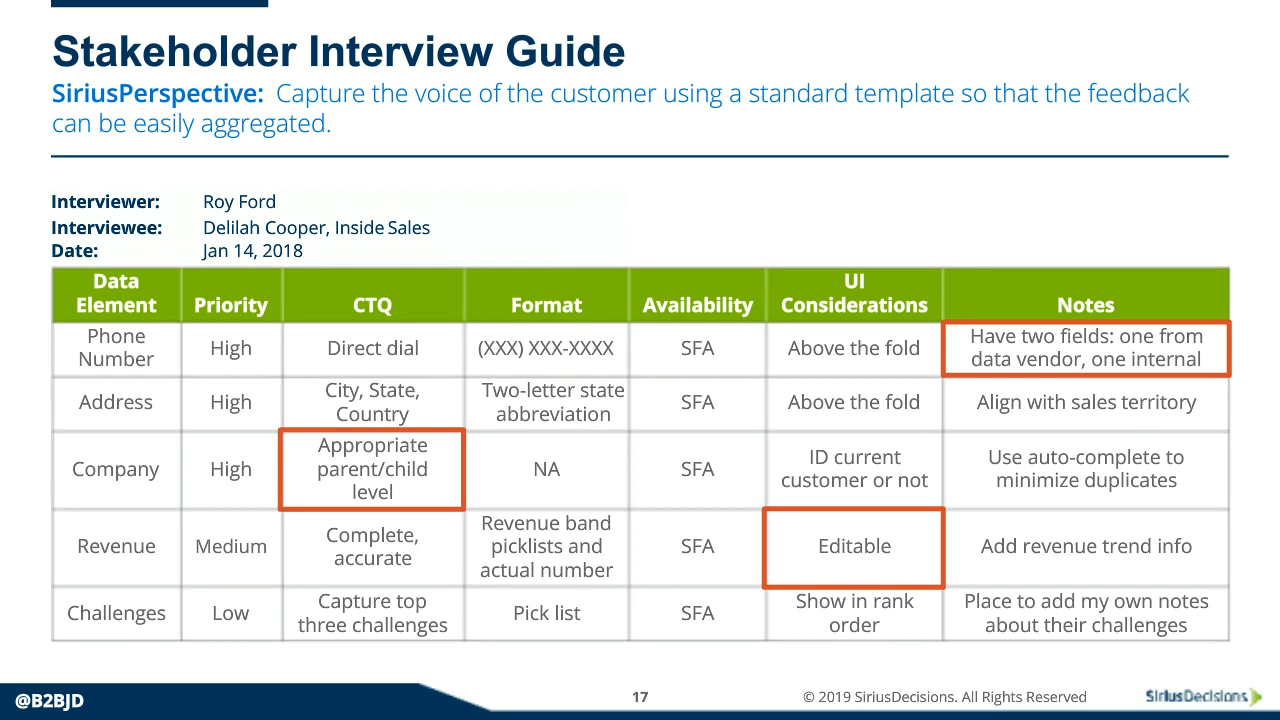 Stakeholder Interview Guide
SiriusPerspective: Capture the voice of the customer using a standard template so that the feedback
can be easily aggregated.
Interviewer: Roy Ford
Interviewee: Delilah Cooper, Inside Sales
Date: Jan 14, 2018
Data
Element
Priority
CTQ
Format
Availability
UI
Considerations
Notes
Phone
Number
High
Direct dial
(XXX) XXX-XXXX
SFA
Above the fold
Have two fields: one from
data vendor, one internal
Address
High
City, State,
Country
Two-letter state
abbreviation
SFA
Above the fold
Align with sales territory
Company
High
Appropriate
parent/child
level
NA
SFA
ID current
customer or not
Use auto-complete to
minimize duplicates
Revenue
Medium
Complete,
accurate
Revenue band
picklists and
actual number
SFA
Editable
Add revenue trend info
Challenges
Low
Capture top
three challenges
Pick list
SFA
Show in rank
order
Place to add my own notes
about their challenges
@B2BJD
17
© 2019 SiriusDecisions. All Rights Reserved
SiriusDecisions